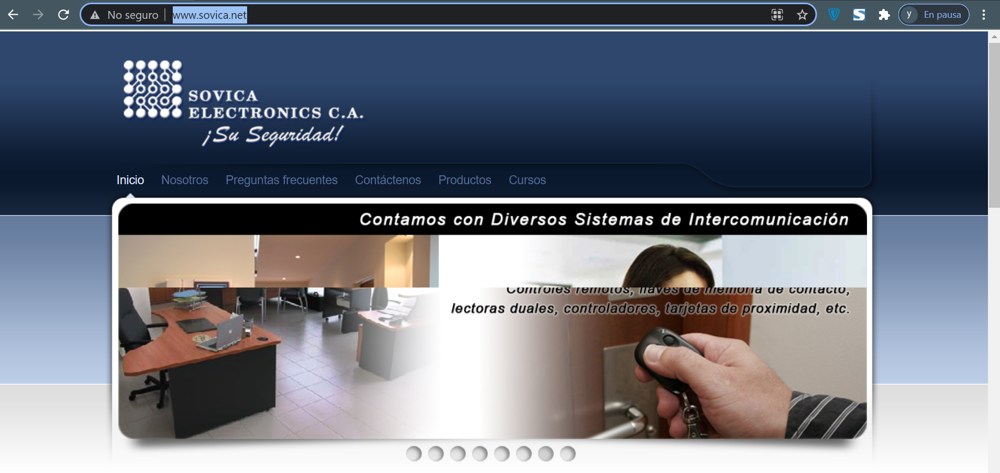 No seguro
www.sovica.net
y
En pausa
SOVICA
ELECTRONICS C.A.
¡Su Seguridad!
Inicio
Nosotros
Preguntas frecuentes
Contáctenos
Productos
Cursos
Contamos con Diversos Sistemas de Intercomunicación
Controles remotos, llaves de memoria de contacto,
lectoras duales, controladores, tarjetas de proximidad, etc.